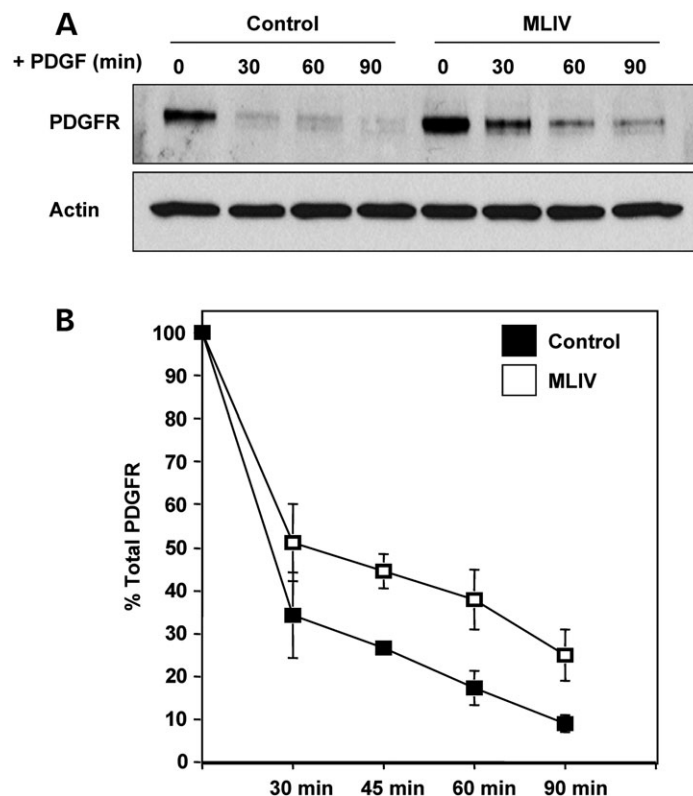 A
Control MLIV
+ PDGF (min) 0 30 60 90 0 30 60 90
PDGFR
Actin
B
Control
MLIV
% Total PDGFR
100
90
80
70
60
50
40
30
20
10
0
30 min 45 min 60 min 90 min